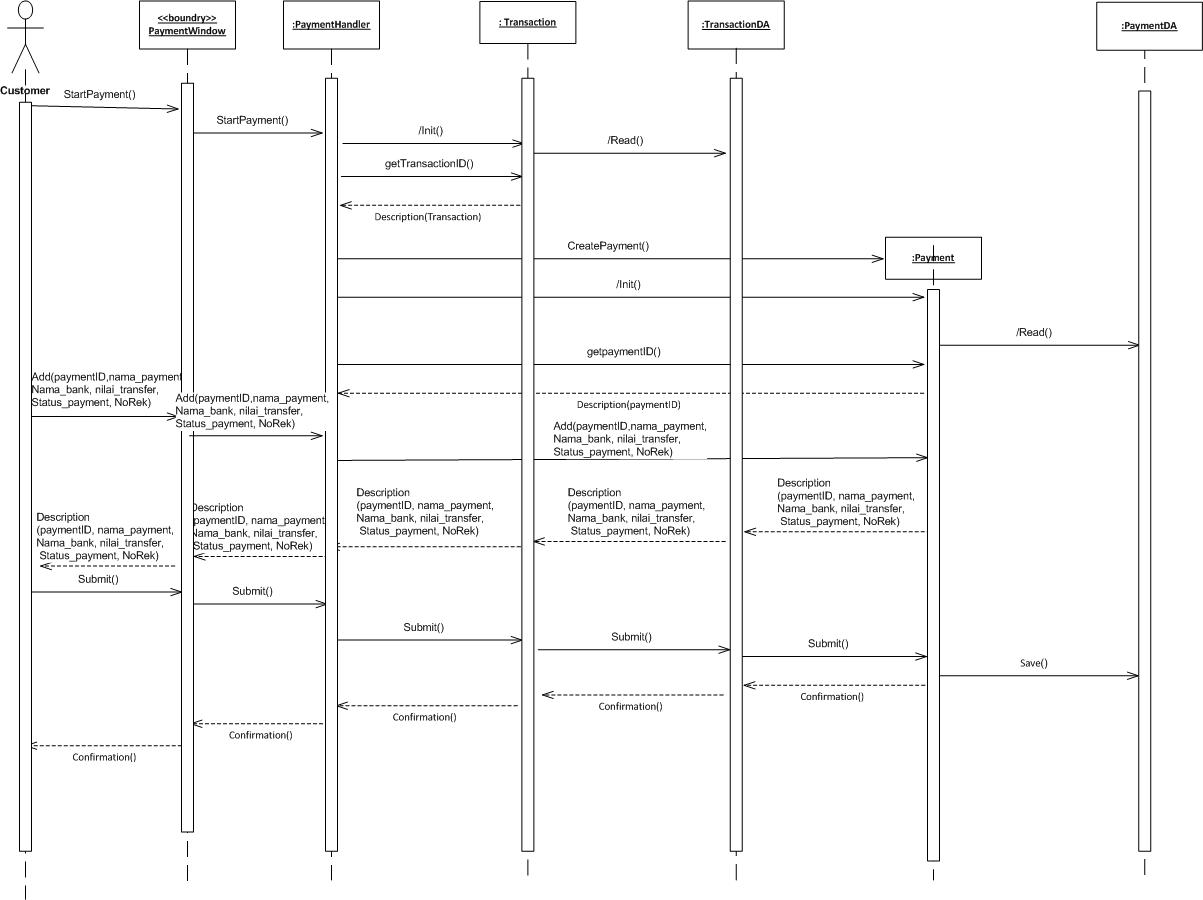 <<boundry>>
PaymentWindow
:PaymentHandler
: Transaction
:TransactionDA
:PaymentDA
Customer
StartPayment()
StartPayment()
/Init()
/Read()
getTransactionID()
Description(Transaction)
CreatePayment()
:Payment
/Init()
/Read()
getpaymentID()
Add(paymentID,nama_payment
Nama_bank, nilai_transfer,
Status_payment, NoRek)
Add(paymentID,nama_payment,
Nama_bank, nilai_transfer,
Status_payment, NoRek)
Description(paymentID)
Add(paymentID,nama_payment,
Nama_bank, nilai_transfer,
Status_payment, NoRek)
Description
(paymentID, nama_payment,
Nama_bank, nilai_transfer,
Status_payment, NoRek)
Description
(paymentID, nama_payment,
Nama_bank, nilai_transfer,
Status_payment, NoRek)
Description
(paymentID, nama_payment,
Nama_bank, nilai_transfer,
Status_payment, NoRek)
Description
(paymentID, nama_payment,
Nama_bank, nilai_transfer,
Status_payment, NoRek)
Description
(paymentID, nama_payment,
Nama_bank, nilai_transfer,
Status_payment, NoRek)
Submit()
Submit()
Submit()
Submit()
Submit()
Save()
Confirmation()
Confirmation()
Confirmation()
Confirmation()
Confirmation()